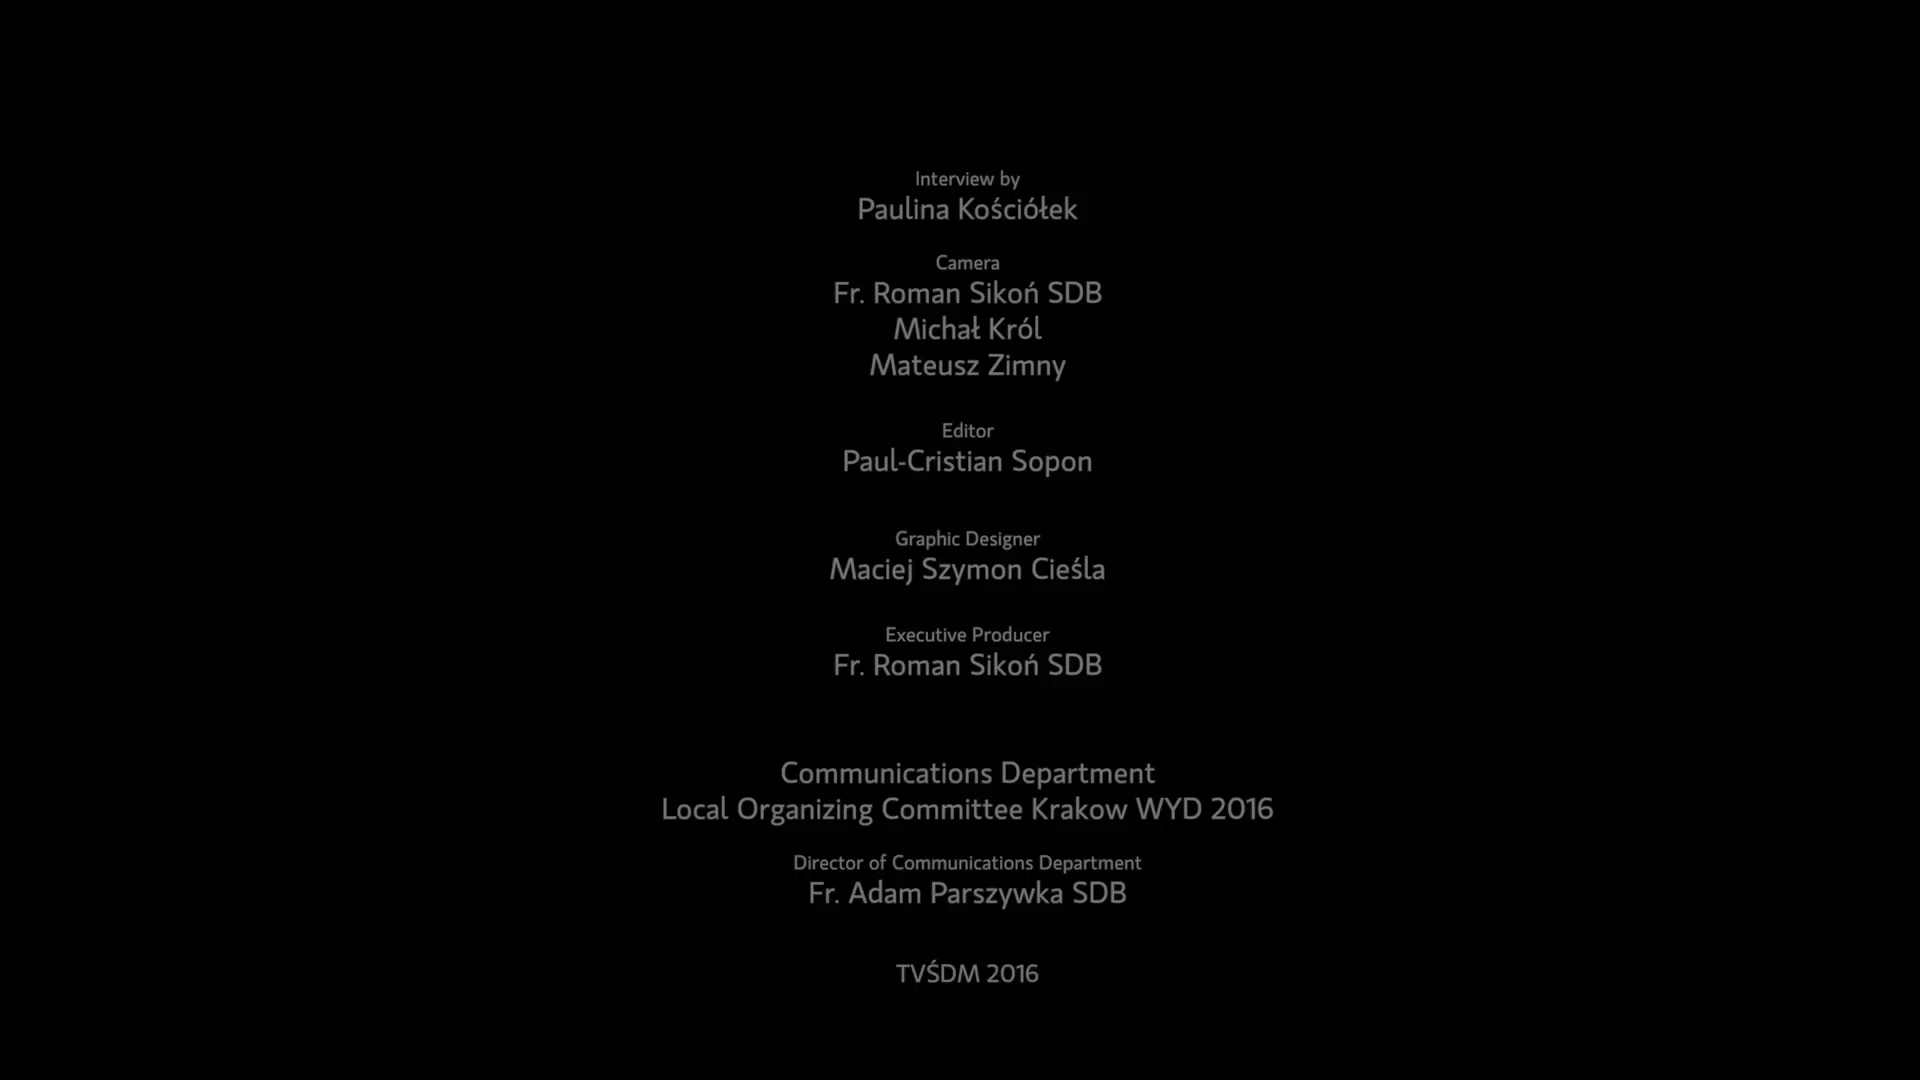 Interview by
Paulina Kościółek
Camera
Fr. Roman Sikoń SDB
Michał Król
Mateusz Zimny
Editor
Paul-Cristian Sopon
Graphic Designer
Maciej Szymon Cieśla
Executive Producer
Fr. Roman Sikoń SDB
Communications Department
Local Organizing Committee Krakow WYD 2016
Director of Communications Department
Fr. Adam Parszywka SDB
TVŚDM 2016